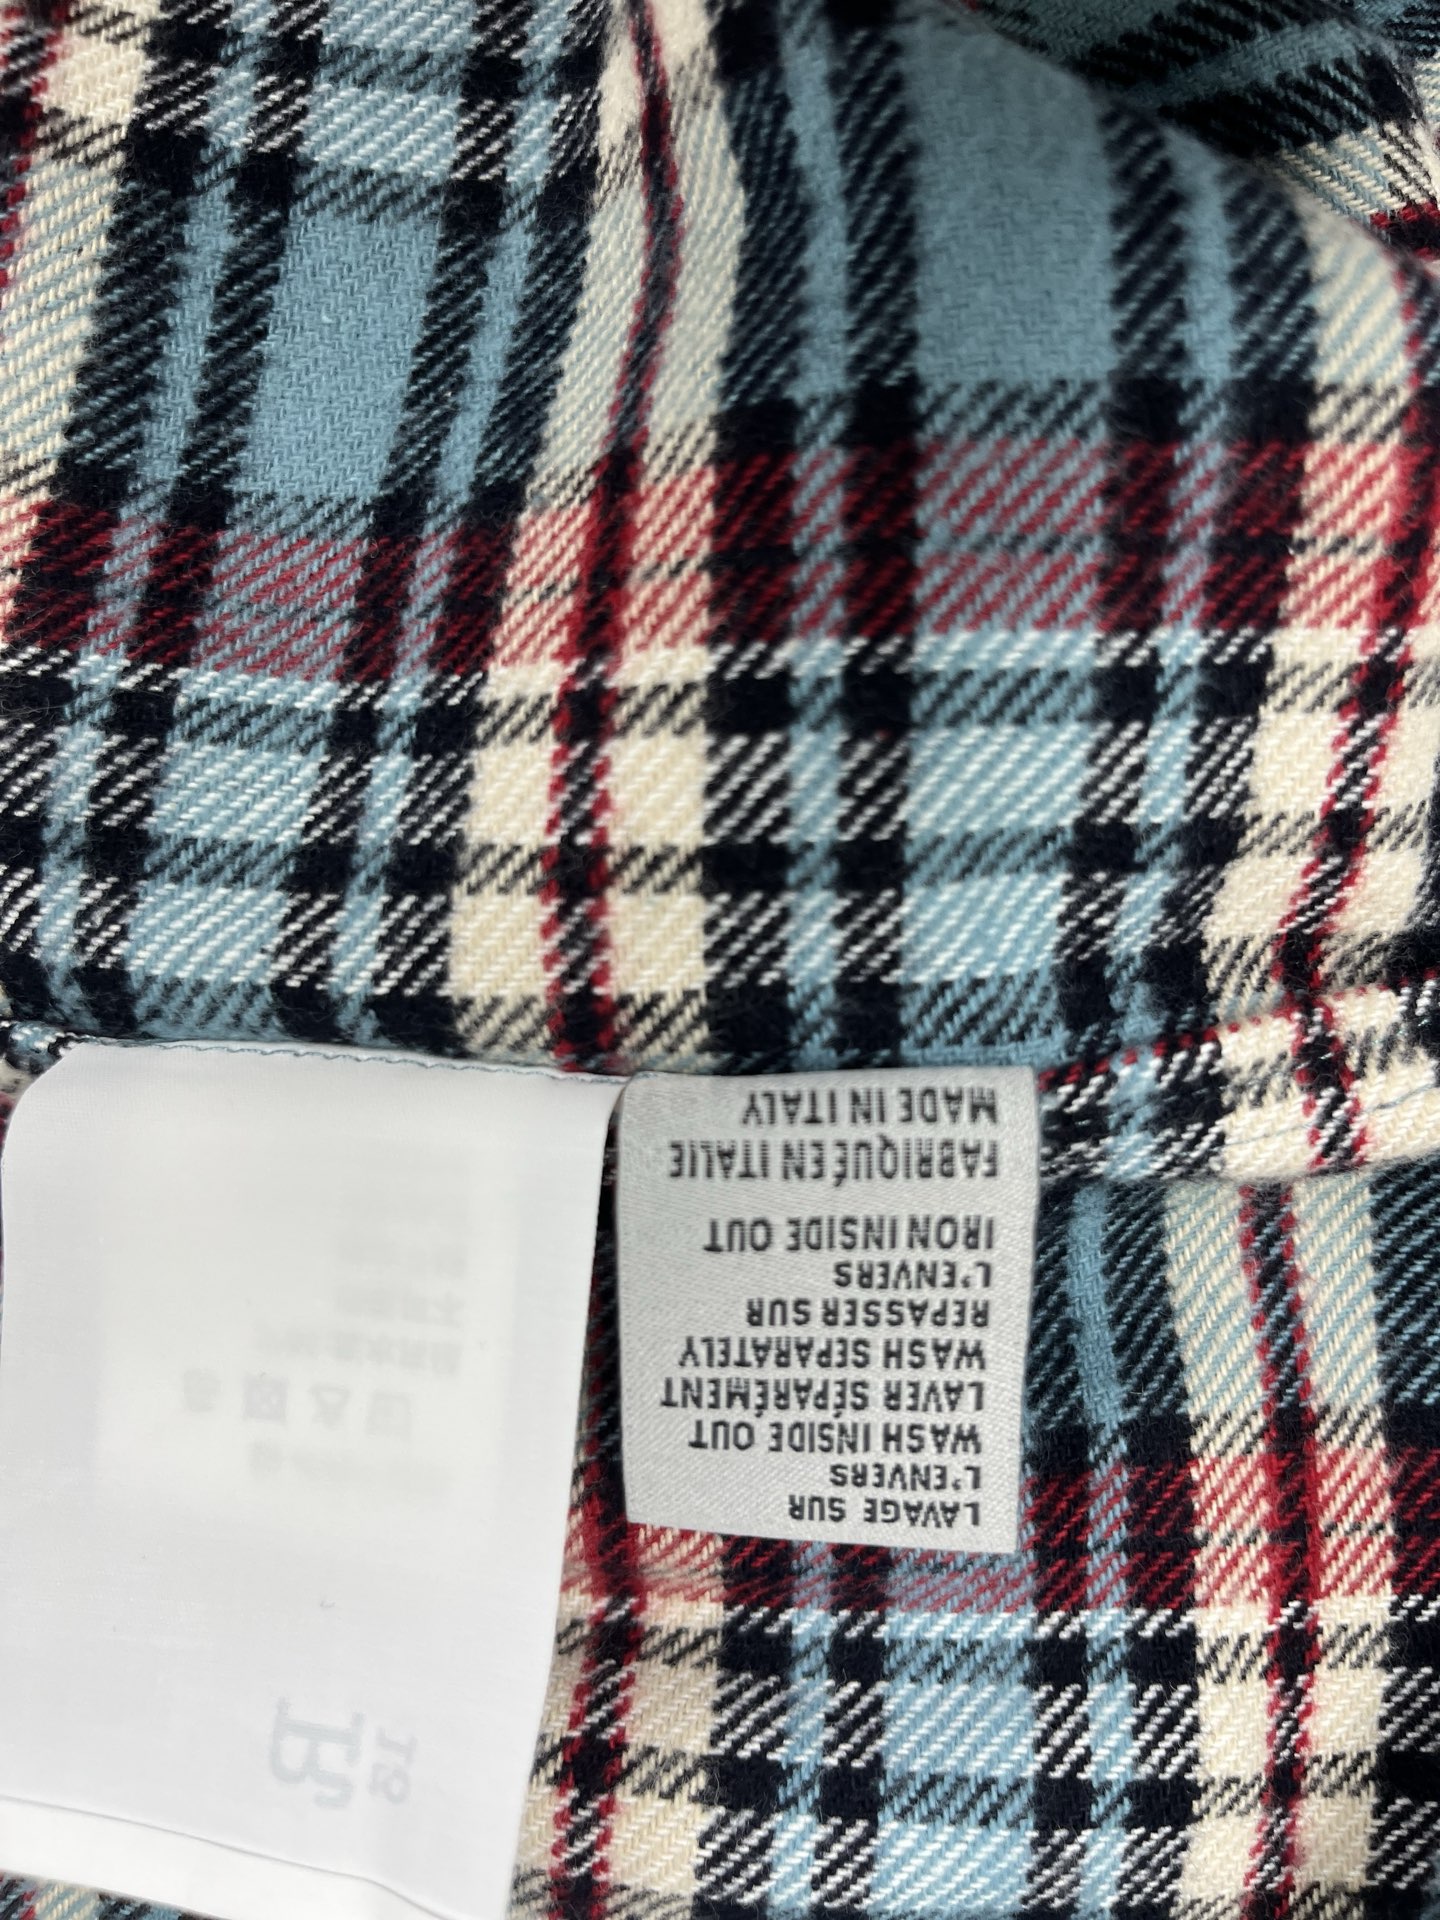 LAVAGE SUR
L'ENVERS
WASH INSIDE OUT
LAVER SÉPARÉMENT
WASH SEPARATELY
REPASSER SUR
L'ENVERS
IRON INSIDE OUT
FABRIQUÉ EN ITALIE
MADE IN ITALY